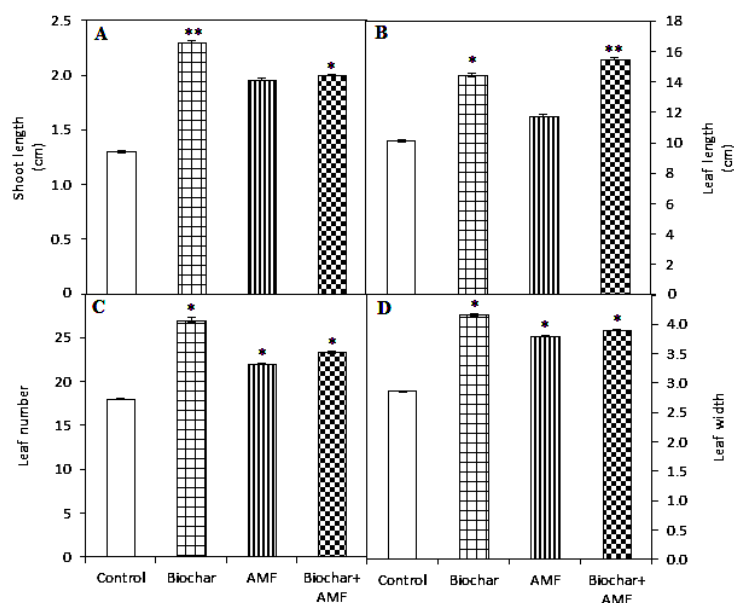 A
**
*
2.5
2.0
1.5
1.0
0.5
0
Shoot length
(cm)
B
*
**
18
16
14
12
10
8
6
4
2
0
Leaf length
(cm)
C
*
*
*
25
20
15
10
5
0
Leaf number
Control
Biochar
AMF
Biochar+
AMF
D
*
*
*
4.0
3.5
3.0
2.5
2.0
1.5
1.0
0.5
0.0
Leaf width
Control
Biochar
AMF
Biochar+
AMF